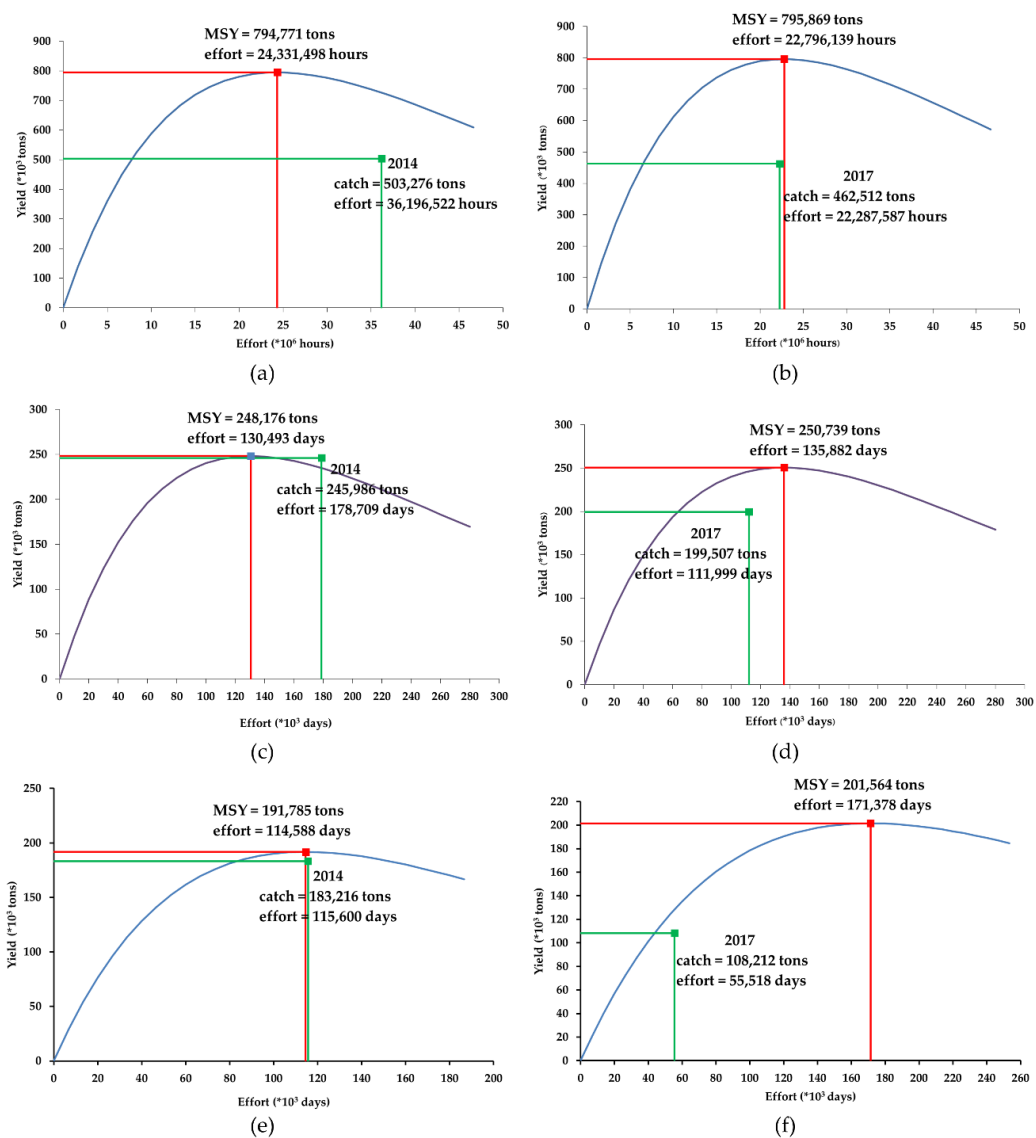 MSY = 794,771 tons
effort = 24,331,498 hours
900
800
700
600
500
400
300
200
100
0
Yield (*10³ tons)
2014
catch = 503,276 tons
effort = 36,196,522 hours
0 5 10 15 20 25 30 35 40 45 50
Effort (*10⁶ hours)
(a)
MSY = 795,869 tons
effort = 22,796,139 hours
900
800
700
600
500
400
300
200
100
0
Yield (*10³ tons)
2017
catch = 462,512 tons
effort = 22,287,587 hours
0 5 10 15 20 25 30 35 40 45 50
Effort (*10⁶ hours)
(b)
MSY = 248,176 tons
effort = 130,493 days
300
250
200
150
100
50
0
Yield (*10³ tons)
2014
catch = 245,986 tons
effort = 178,709 days
0 20 40 60 80 100 120 140 160 180 200 220 240 260 280 300
Effort (*10³ days)
(c)
MSY = 250,739 tons
effort = 135,882 days
300
250
200
150
100
50
0
Yield (*10³ tons)
2017
catch = 199,507 tons
effort = 111,999 days
0 20 40 60 80 100 120 140 160 180 200 220 240 260 280 300
Effort (*10³ days)
(d)
MSY = 191,785 tons
effort = 114,588 days
250
200
150
100
50
0
Yield (*10³ tons)
2014
catch = 183,216 tons
effort = 115,600 days
0 20 40 60 80 100 120 140 160 180 200
Effort (*10³ days)
(e)
MSY = 201,564 tons
effort = 171,378 days
220
200
180
160
140
120
100
80
60
40
20
0
Yield (*10³ tons)
2017
catch = 108,212 tons
effort = 55,518 days
0 20 40 60 80 100 120 140 160 180 200 220 240 260
Effort (*10³ days)
(f)